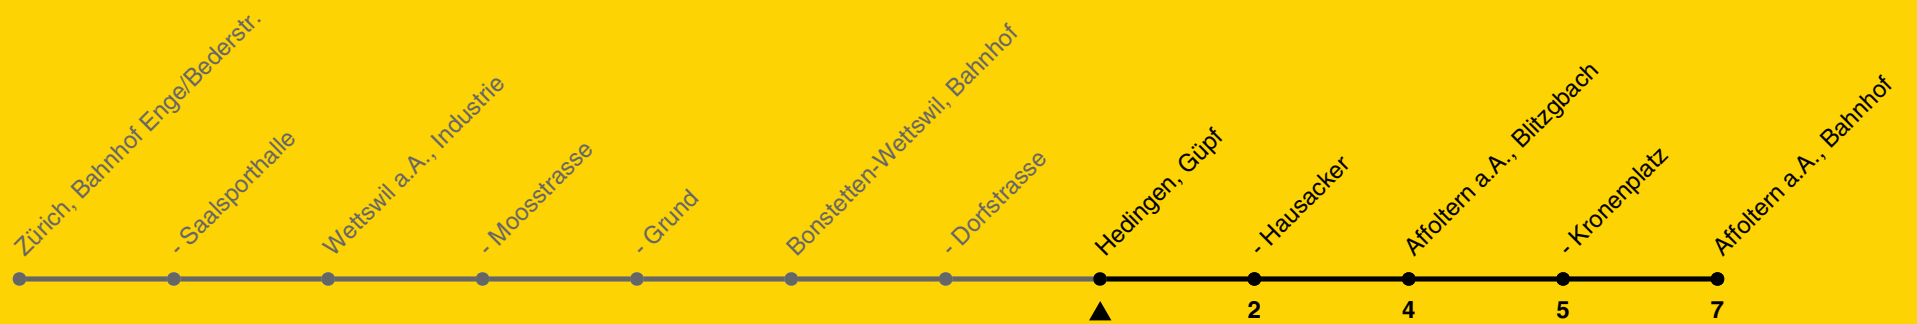 Zürich, Bahnhof Enge/Bederstr.
- Saalsporthalle
Wettswil a.A., Industrie
- Moosstrasse
- Grund
Bonstetten-Wettswil, Bahnhof
- Dorfstrasse
Hedingen, Güpf
- Hausacker
Affoltern a.A., Blitzgbach
- Kronenplatz
Affoltern a.A., Bahnhof
2 4 5 7